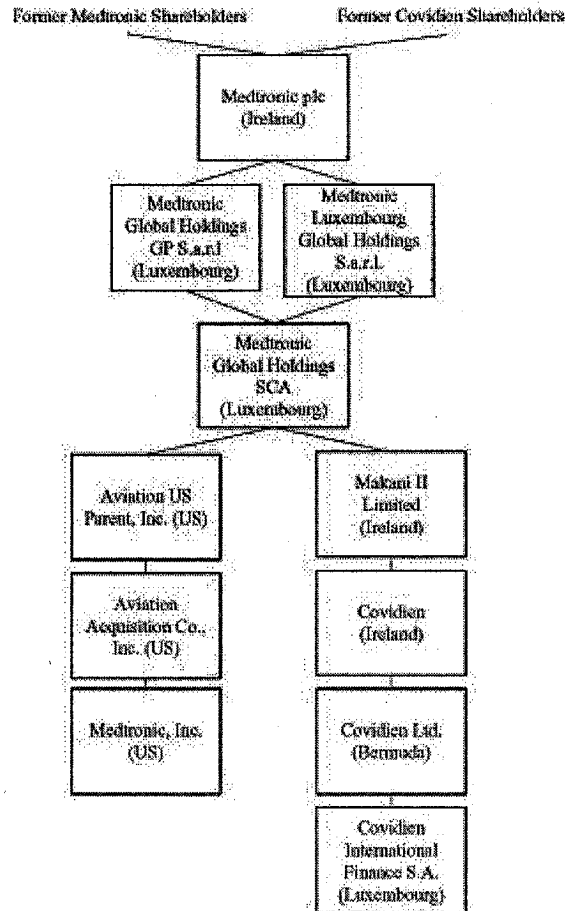 Former Medtronic Shareholders
Former Covidien Shareholders
Medtronic plc
(Ireland)
Medtronic
Global Holdings
GP S.a.r.l
(Luxembourg)
Medtronic
Luxembourg
Global Holdings
S.a.r.l.
(Luxembourg)
Medtronic
Global Holdings
SCA
(Luxembourg)
Aviation US
Parent, Inc. (US)
Makani II
Limited
(Ireland)
Aviation
Acquisition Co.,
Inc. (US)
Covidien
(Ireland)
Medtronic, Inc.
(US)
Covidien Ltd.
(Bermuda)
Covidien
International
Finance S.A.
(Luxembourg)